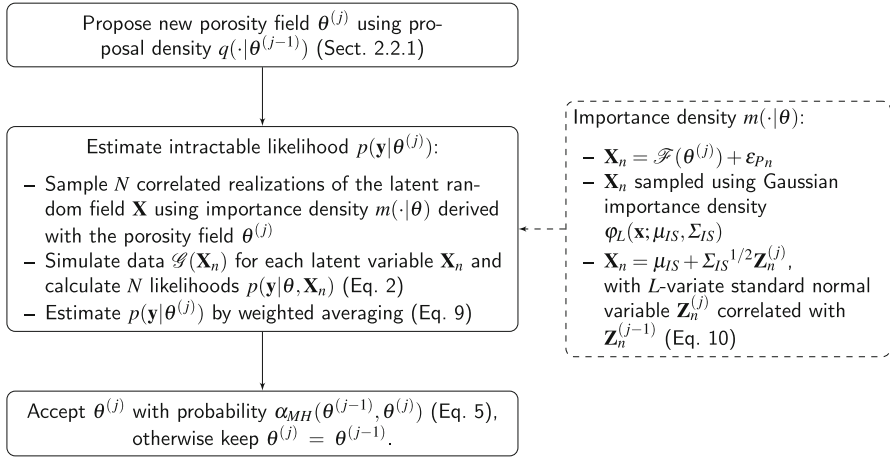 Propose new porosity field θ^(j) using pro-
posal density q(·|θ^(j−1)) (Sect. 2.2.1)
Estimate intractable likelihood p(y|θ^(j)):
– Sample N correlated realizations of the latent ran-
dom field X using importance density m(·|θ) derived
with the porosity field θ^(j)
– Simulate data 𝒢(X_n) for each latent variable X_n and
calculate N likelihoods p(y|θ, X_n) (Eq. 2)
– Estimate p(y|θ^(j)) by weighted averaging (Eq. 9)
Accept θ^(j) with probability α_MH(θ^(j−1), θ^(j)) (Eq. 5),
otherwise keep θ^(j) = θ^(j−1).
Importance density m(·|θ):
– X_n = ℱ(θ^(j)) + ε_Pn
– X_n sampled using Gaussian
importance density
φ_L(x; μ_IS, Σ_IS)
– X_n = μ_IS + Σ_IS^1/2 Z_n^(j),
with L-variate standard normal
variable Z_n^(j) correlated with
Z_n^(j−1) (Eq. 10)